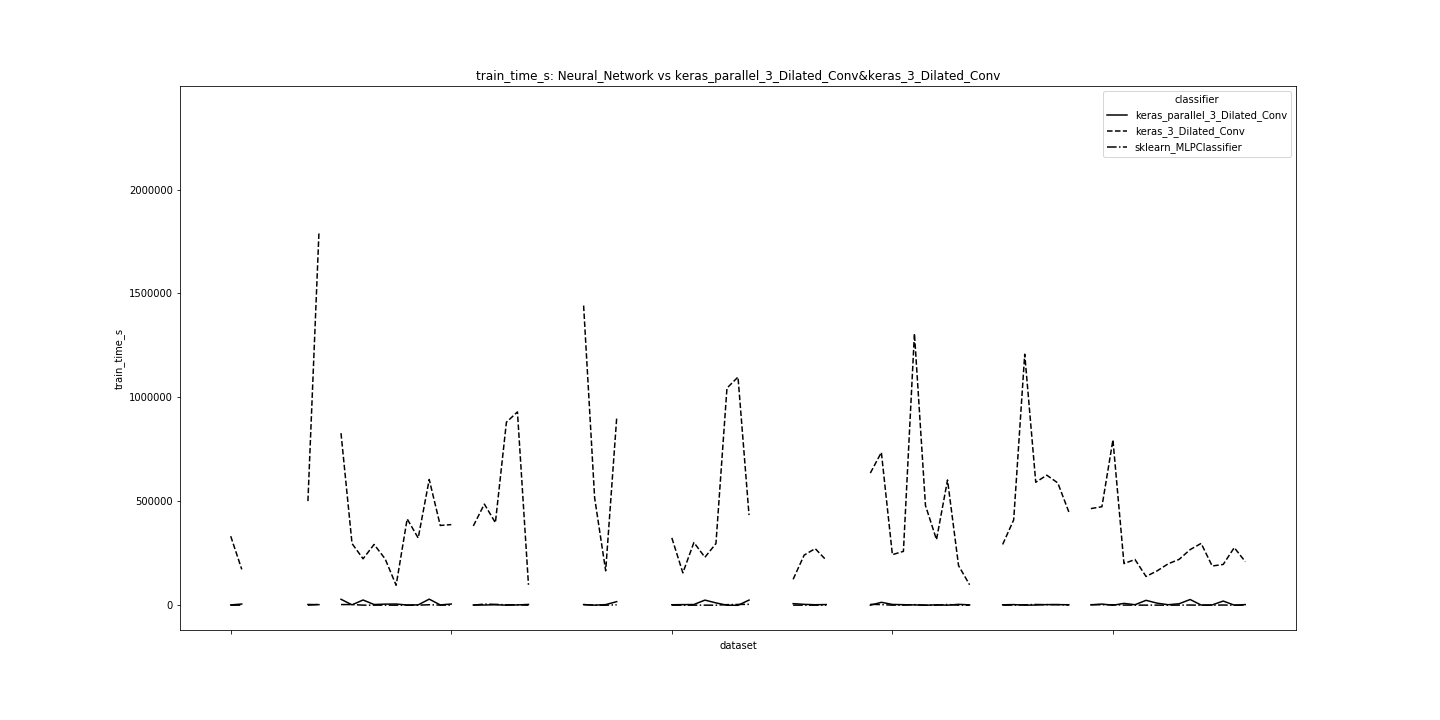 train_time_s: Neural_Network vs keras_parallel_3_Dilated_Conv&keras_3_Dilated_Conv
classifier
keras_parallel_3_Dilated_Conv
keras_3_Dilated_Conv
sklearn_MLPClassifier
2000000
1500000
1000000
500000
0
train_time_s
dataset